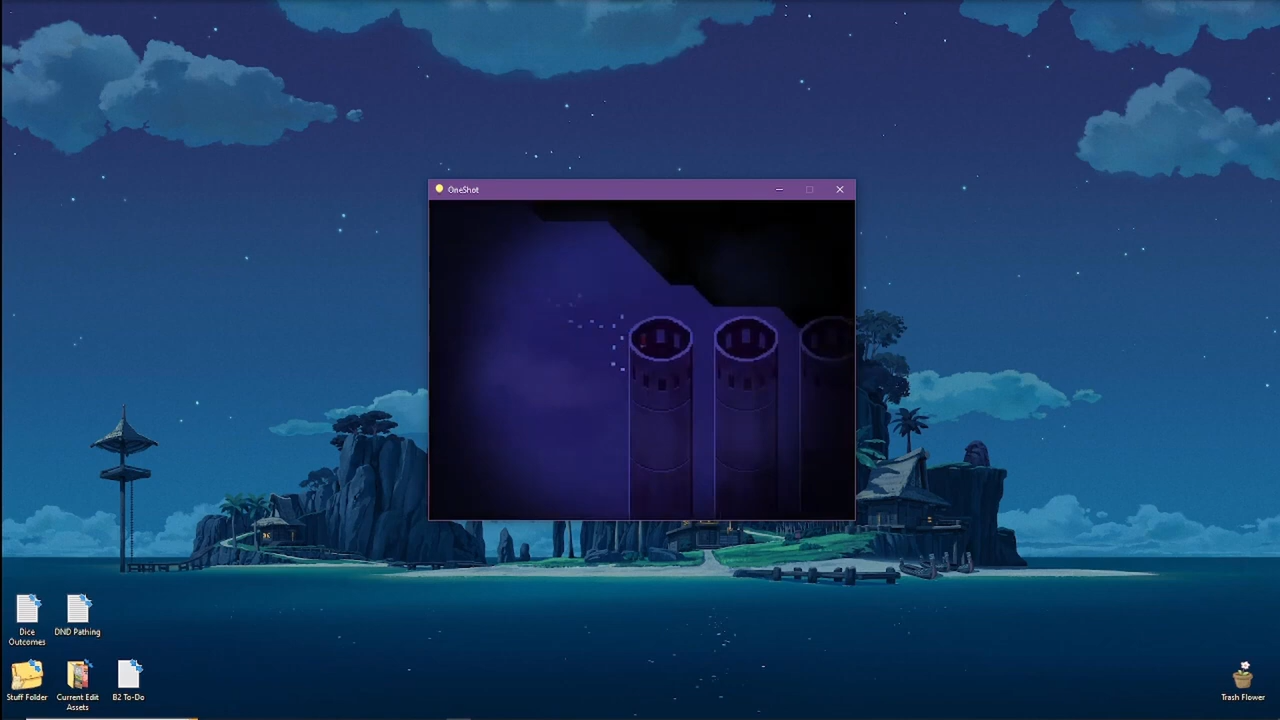 OneShot
Dice
Outcomes
DND Pathing
Stuff Folder
Current Edit
Assets
B2 To-Do
Trash Flower